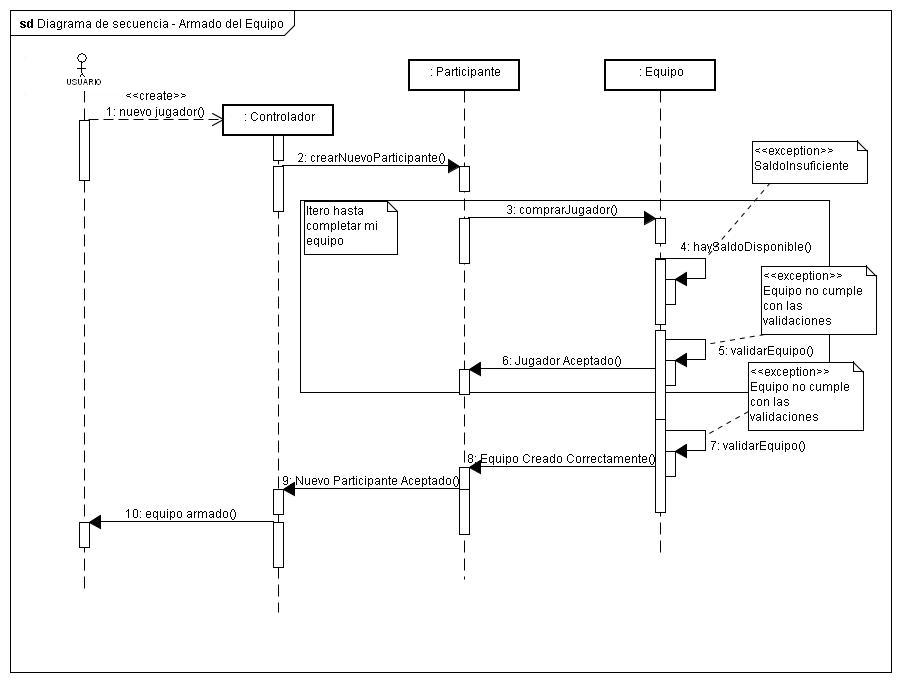 sd Diagrama de secuencia - Armado del Equipo
USUARIO
: Participante
: Equipo
<<create>>
1: nuevo jugador()
: Controlador
2: crearNuevoParticipante()
<<exception>>
SaldoInsuficiente
Itero hasta
completar mi
equipo
3: comprarJugador()
4: haySaldoDisponible()
<<exception>>
Equipo no cumple
con las
validaciones
5: validarEquipo()
6: Jugador Aceptado()
<<exception>>
Equipo no cumple
con las
validaciones
7: validarEquipo()
8: Equipo Creado Correctamente()
9: Nuevo Participante Aceptado()
10: equipo armado()